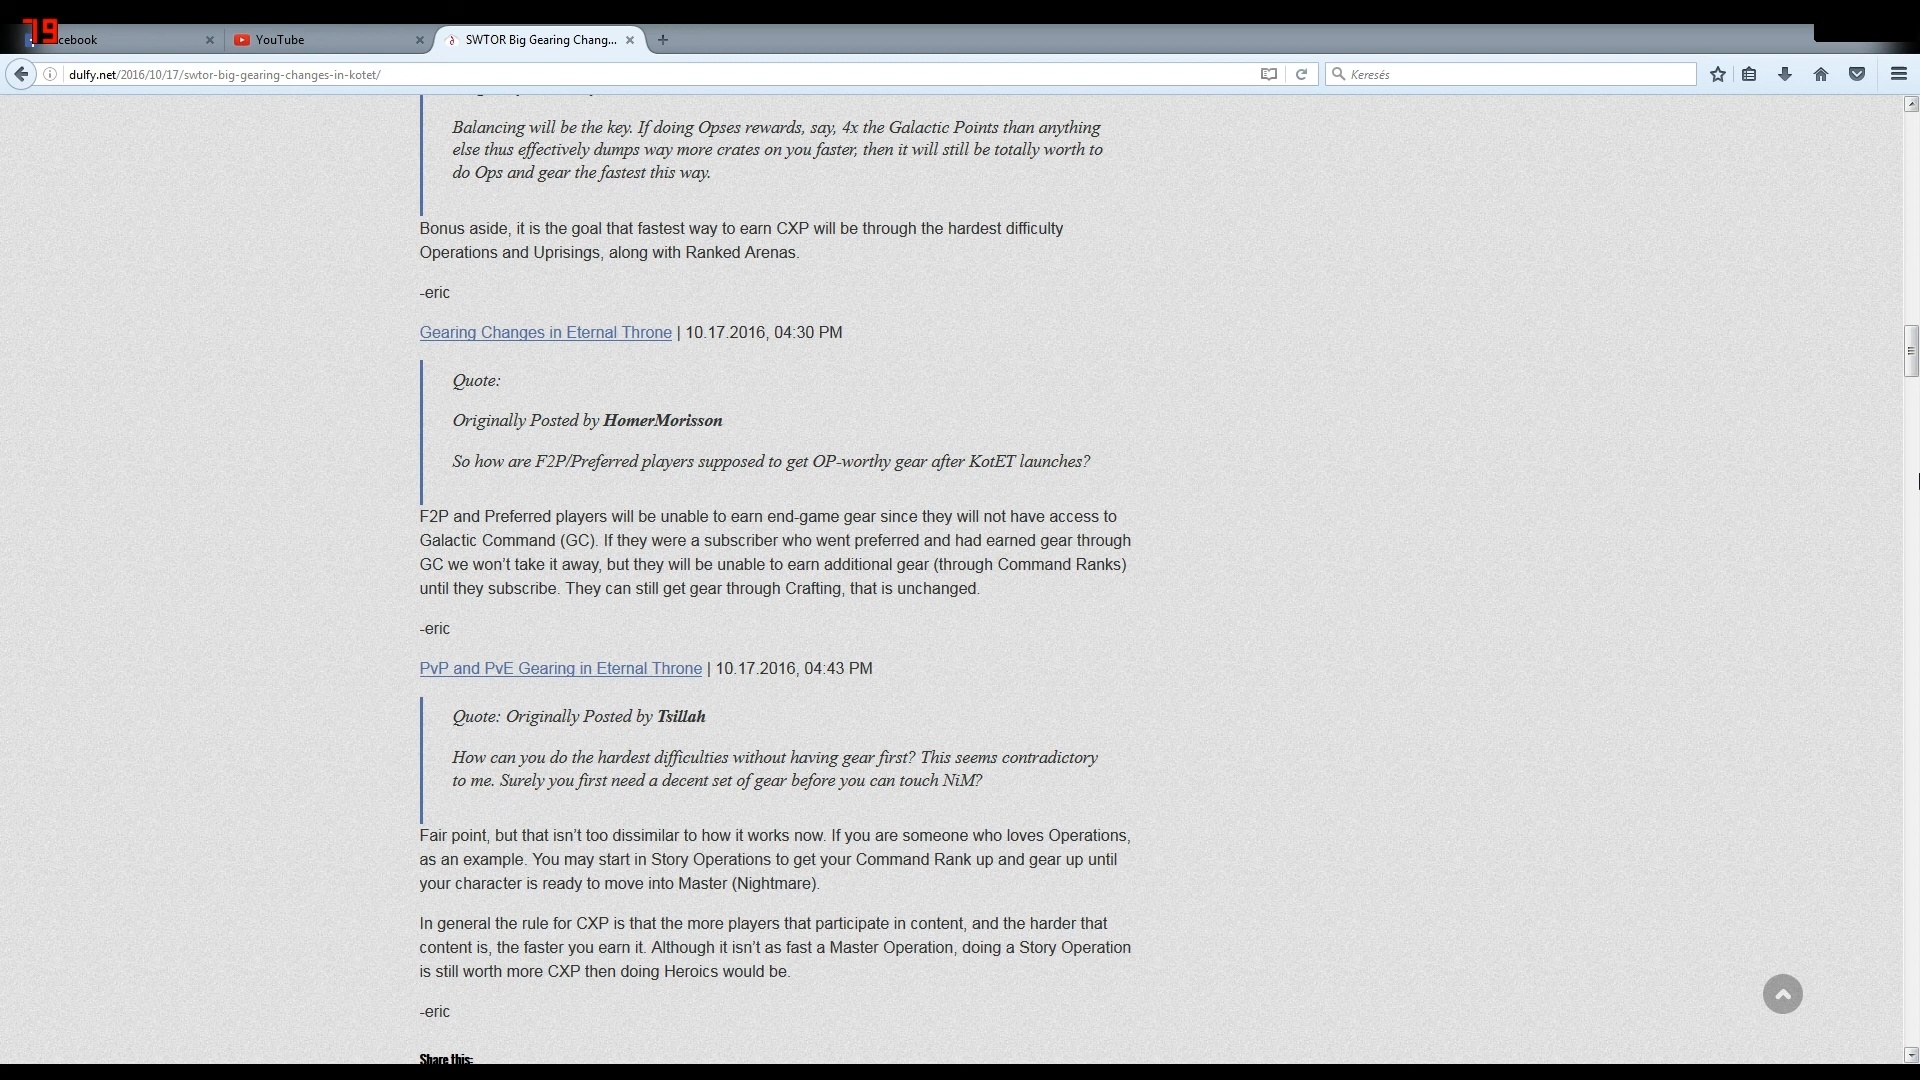 79
cebook
YouTube
SWTOR Big Gearing Chang...
dulfy.net/2016/10/17/swtor-big-gearing-changes-in-kotet/
Keresés
Balancing will be the key. If doing Opses rewards, say, 4x the Galactic Points than anything
else thus effectively dumps way more crates on you faster, then it will still be totally worth to
do Ops and gear the fastest this way.
Bonus aside, it is the goal that fastest way to earn CXP will be through the hardest difficulty
Operations and Uprisings, along with Ranked Arenas.
-eric
Gearing Changes in Eternal Throne | 10.17.2016, 04:30 PM
Quote:
Originally Posted by HomerMorisson
So how are F2P/Preferred players supposed to get OP-worthy gear after KotET launches?
F2P and Preferred players will be unable to earn end-game gear since they will not have access to
Galactic Command (GC). If they were a subscriber who went preferred and had earned gear through
GC we won’t take it away, but they will be unable to earn additional gear (through Command Ranks)
until they subscribe. They can still get gear through Crafting, that is unchanged.
-eric
PvP and PvE Gearing in Eternal Throne | 10.17.2016, 04:43 PM
Quote: Originally Posted by Tsillah
How can you do the hardest difficulties without having gear first? This seems contradictory
to me. Surely you first need a decent set of gear before you can touch NiM?
Fair point, but that isn’t too dissimilar to how it works now. If you are someone who loves Operations,
as an example. You may start in Story Operations to get your Command Rank up and gear up until
your character is ready to move into Master (Nightmare).
In general the rule for CXP is that the more players that participate in content, and the harder that
content is, the faster you earn it. Although it isn’t as fast a Master Operation, doing a Story Operation
is still worth more CXP then doing Heroics would be.
-eric
Share this: